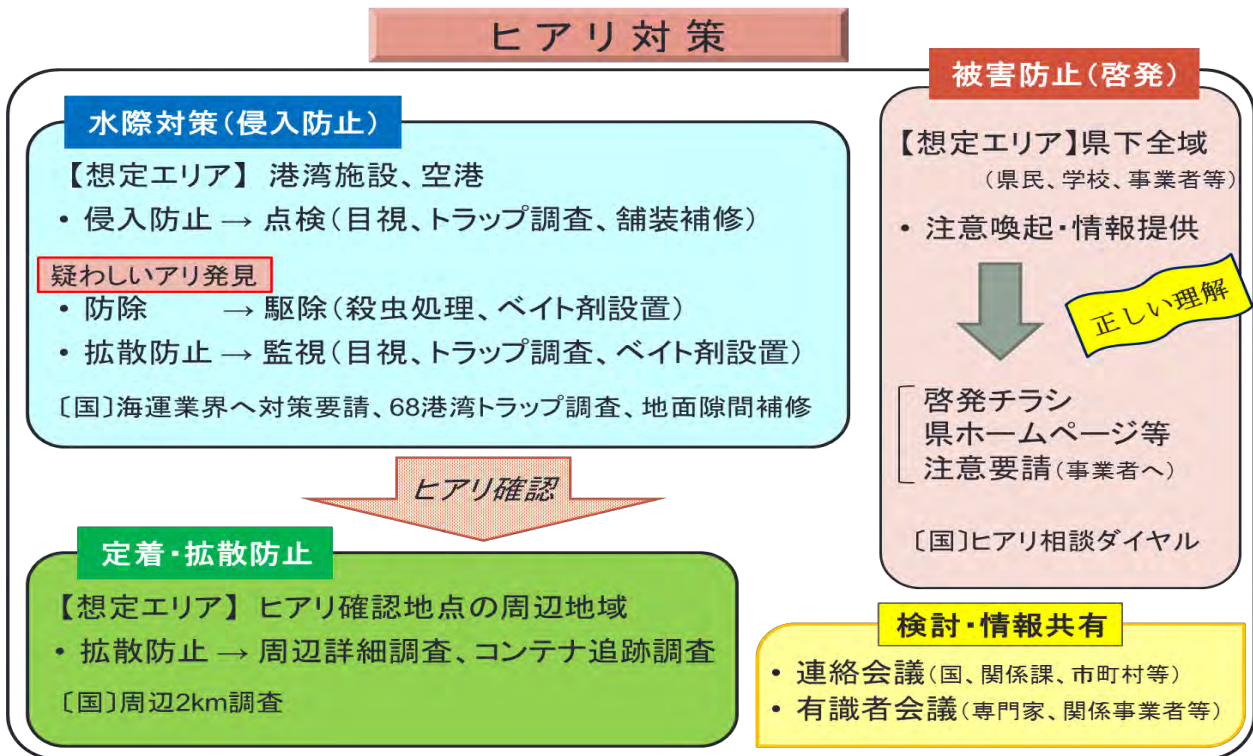 ヒアリ対策
水際対策(侵入防止)
【想定エリア】 港湾施設、空港
・ 侵入防止 → 点検(目視、トラップ調査、舗装補修)
疑わしいアリ発見
・ 防除 → 駆除(殺虫処理、ベイト剤設置)
・ 拡散防止 → 監視(目視、トラップ調査、ベイト剤設置)
〔国〕海運業界へ対策要請、68港湾トラップ調査、地面隙間補修
ヒアリ確認
定着・拡散防止
【想定エリア】 ヒアリ確認地点の周辺地域
・ 拡散防止 → 周辺詳細調査、コンテナ追跡調査
〔国〕周辺2km調査
被害防止(啓発)
【想定エリア】県下全域
(県民、学校、事業者等)
・ 注意喚起・情報提供
正しい理解
啓発チラシ
県ホームページ等
注意要請(事業者へ)
〔国〕ヒアリ相談ダイヤル
検討・情報共有
・ 連絡会議(国、関係課、市町村等)
・ 有識者会議(専門家、関係事業者等)